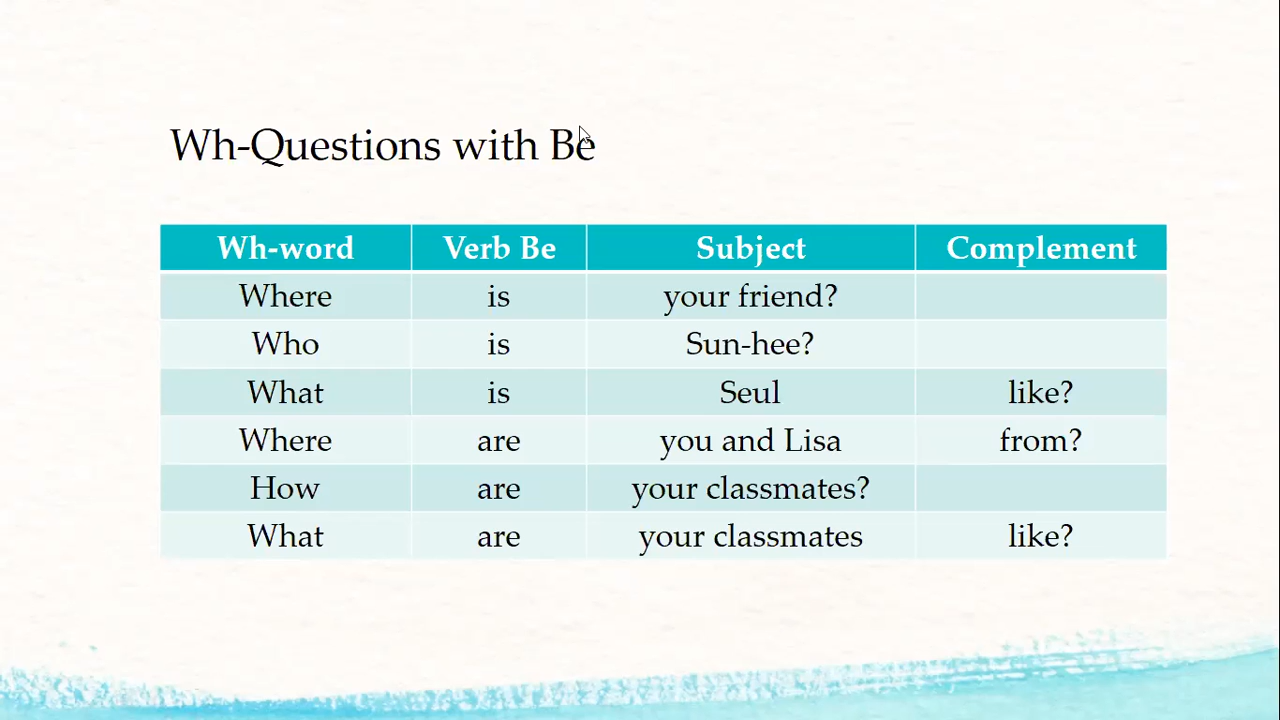 Wh-Questions with Be
Wh-word Verb Be Subject Complement
Where is your friend?
Who is Sun-hee?
What is Seul like?
Where are you and Lisa from?
How are your classmates?
What are your classmates like?